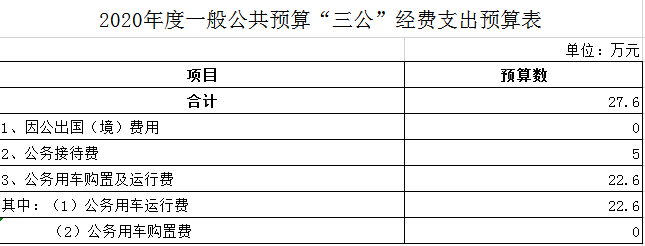 2020年度一般公共预算“三公”经费支出预算表
单位：万元
项目 预算数
合计 27.6
1、因公出国（境）费用 0
2、公务接待费 5
3、公务用车购置及运行费 22.6
其中：（1）公务用车运行费 22.6
（2）公务用车购置费 0